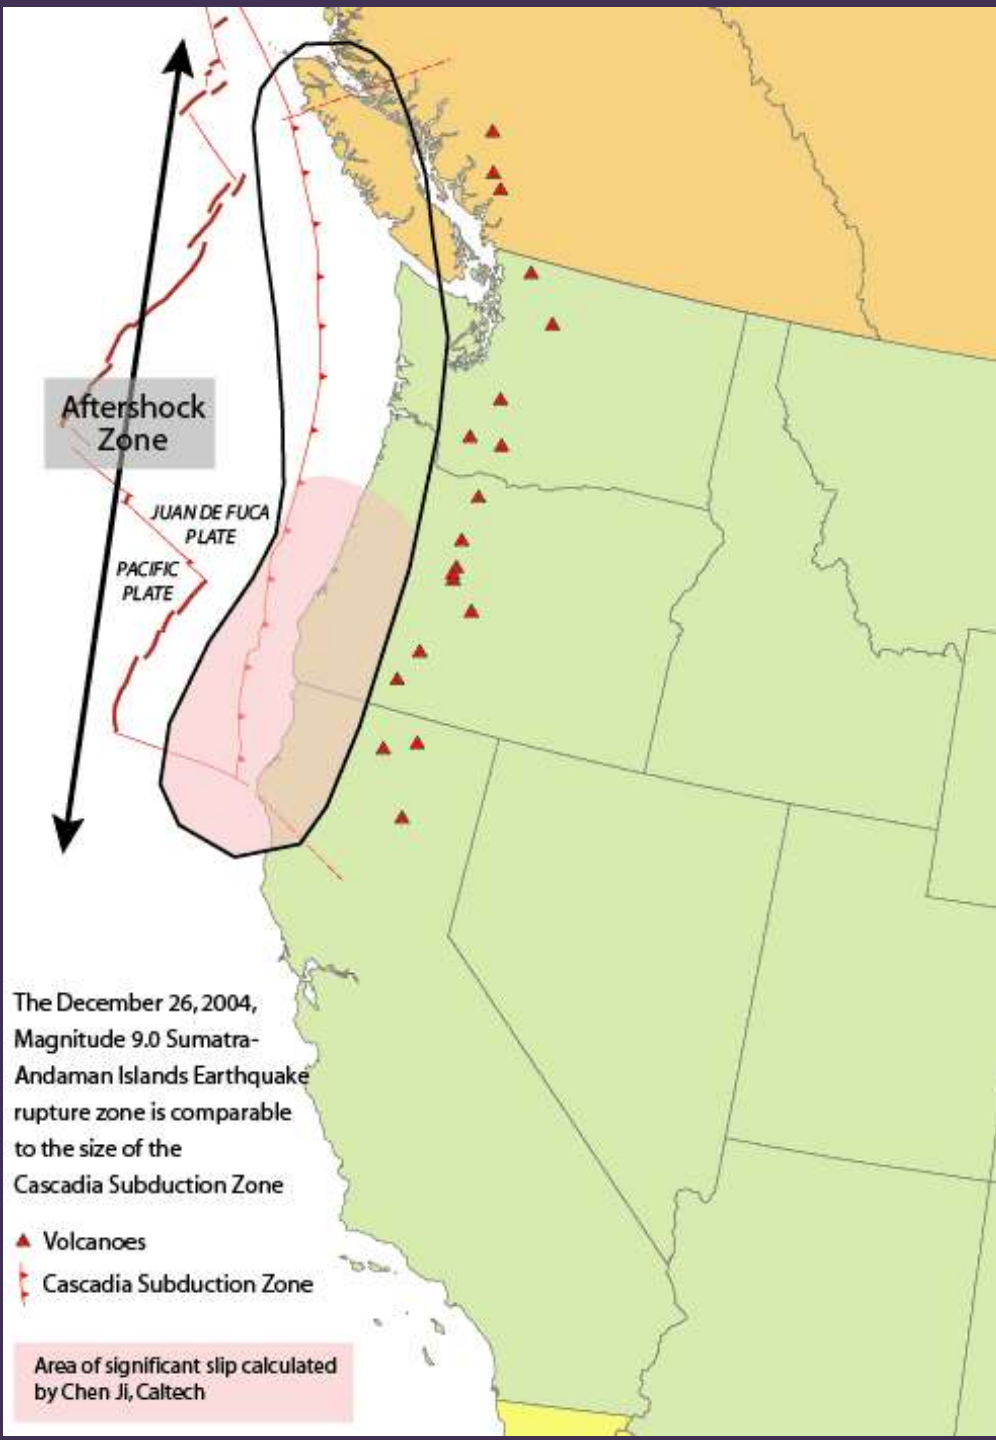 Aftershock
Zone
JUAN DE FUCA
PLATE
PACIFIC
PLATE
The December 26, 2004,
Magnitude 9.0 Sumatra-
Andaman Islands Earthquake
rupture zone is comparable
to the size of the
Cascadia Subduction Zone
Volcanoes
Cascadia Subduction Zone
Area of significant slip calculated
by Chen Ji, Caltech